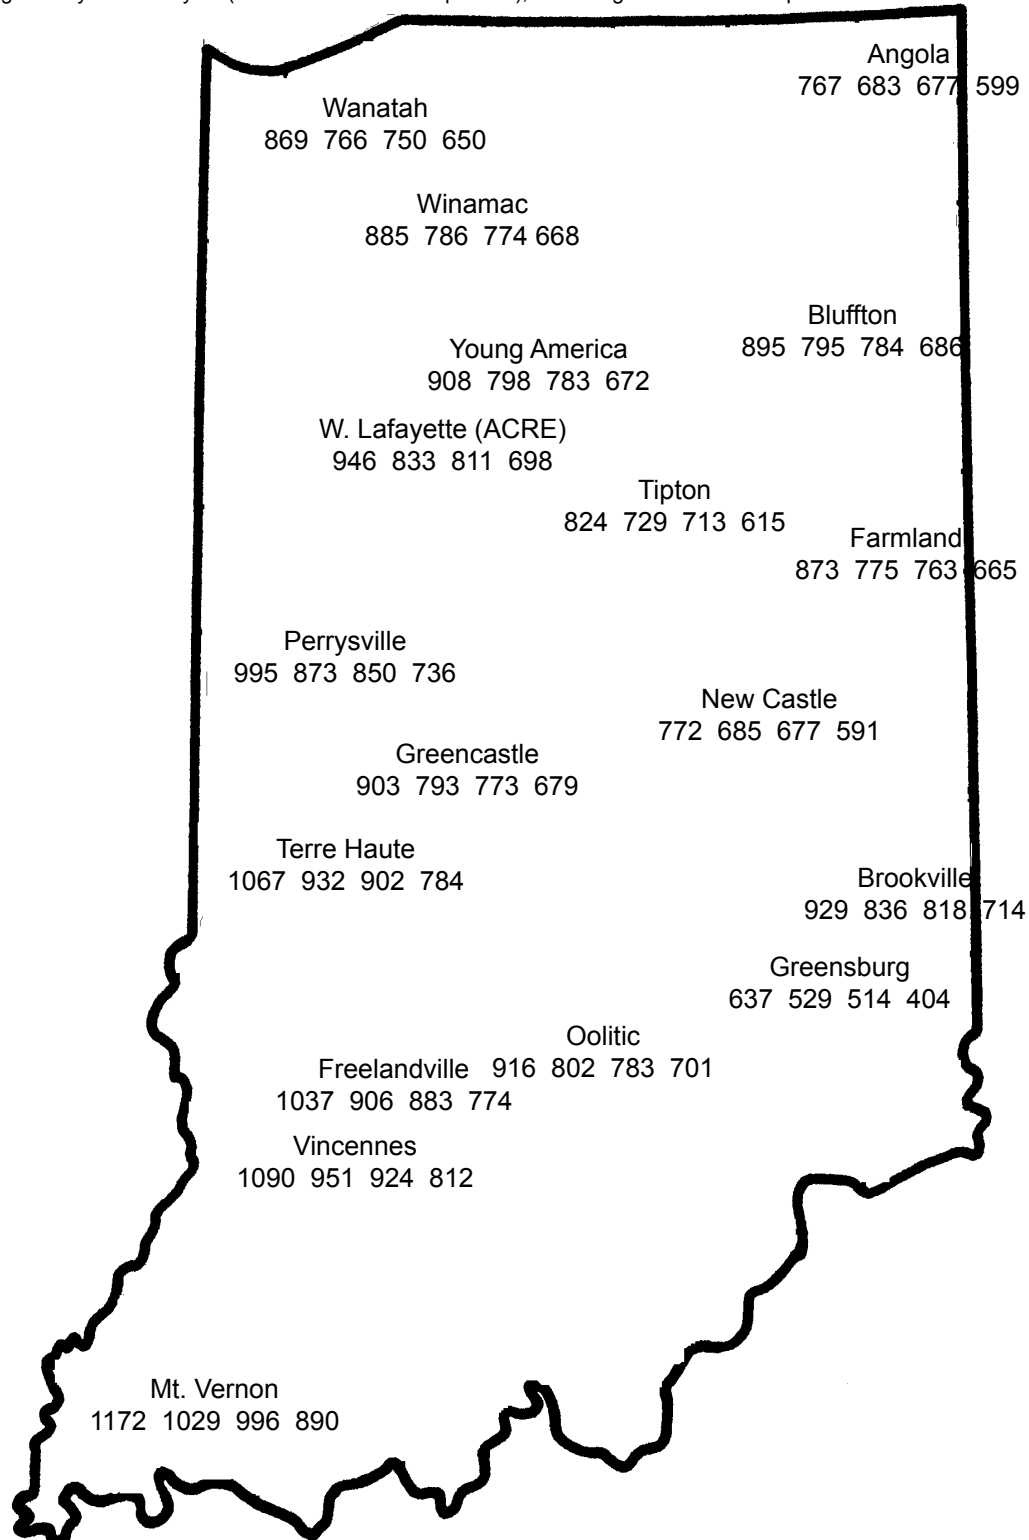 Angola
767 683 677 599
Wanatah
869 766 750 650
Winamac
885 786 774 668
Bluffton
895 795 784 686
Young America
908 798 783 672
W. Lafayette (ACRE)
946 833 811 698
Tipton
824 729 713 615
Farmland
873 775 763 665
Perrysville
995 873 850 736
New Castle
772 685 677 591
Greencastle
903 793 773 679
Terre Haute
1067 932 902 784
Brookville
929 836 818 714
Greensburg
637 529 514 404
Oolitic
916 802 783 701
Freelandville
1037 906 883 774
Vincennes
1090 951 924 812
Mt. Vernon
1172 1029 996 890